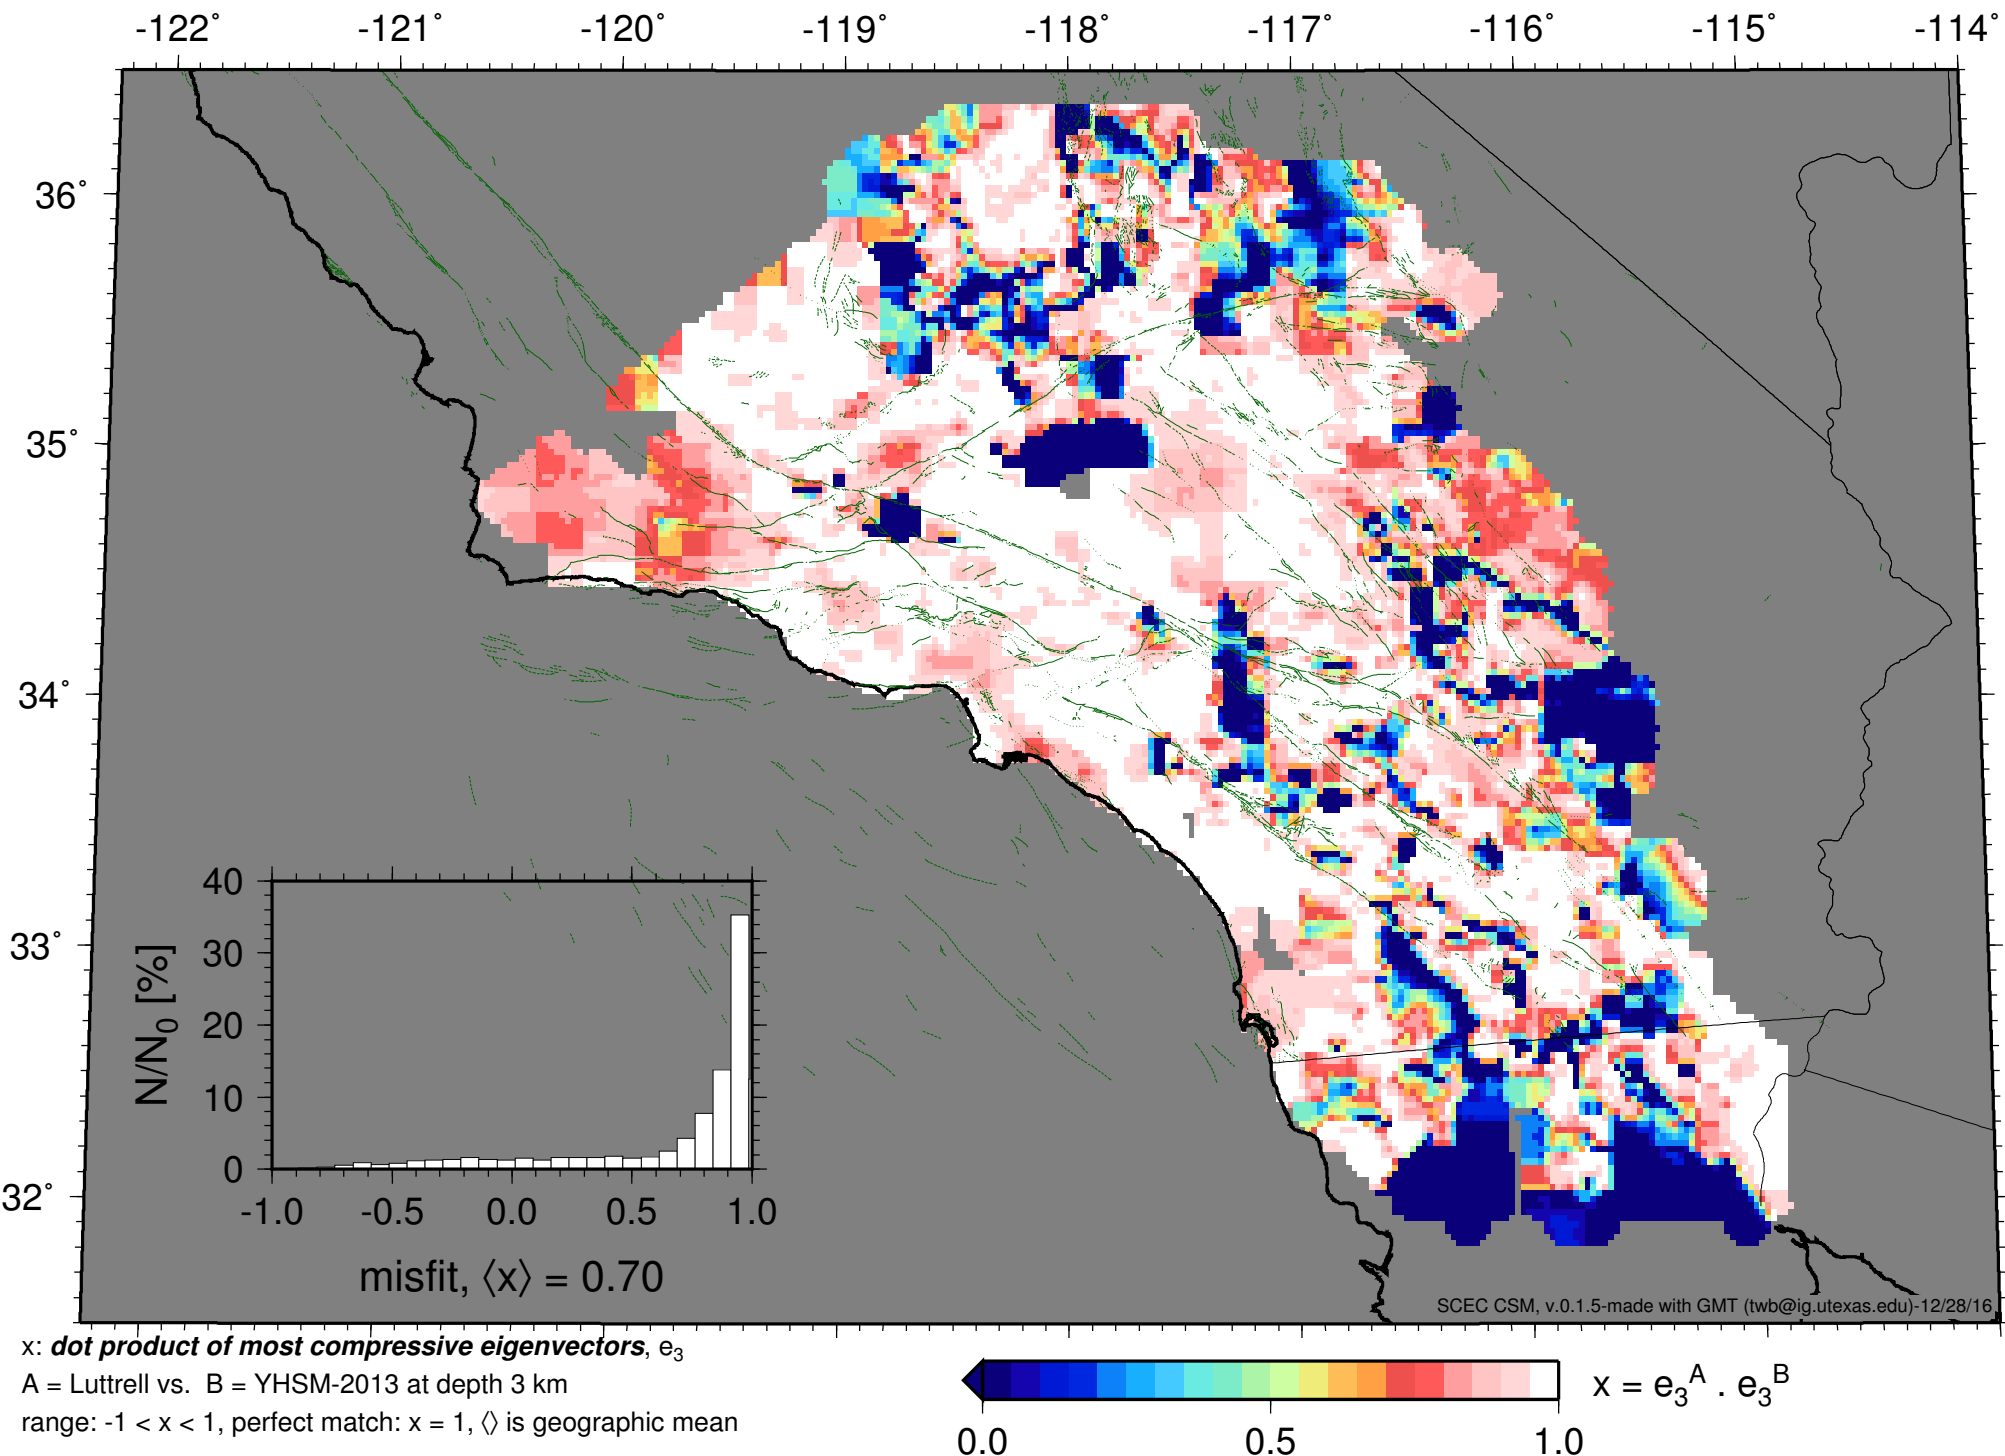 -122° -121° -120° -119° -118° -117° -116° -115° -114°
36°
35°
34°
33°
32°
40
30
20
10
0
N/N0 [%]
-1.0 -0.5 0.0 0.5 1.0
misfit, ⟨x⟩ = 0.70
SCEC CSM, v.0.1.5-made with GMT (twb@ig.utexas.edu)-12/28/16
x: dot product of most compressive eigenvectors, e3
A = Luttrell vs. B = YHSM-2013 at depth 3 km
range: -1 < x < 1, perfect match: x = 1, ⟨⟩ is geographic mean
x = e3^A . e3^B
0.0 0.5 1.0